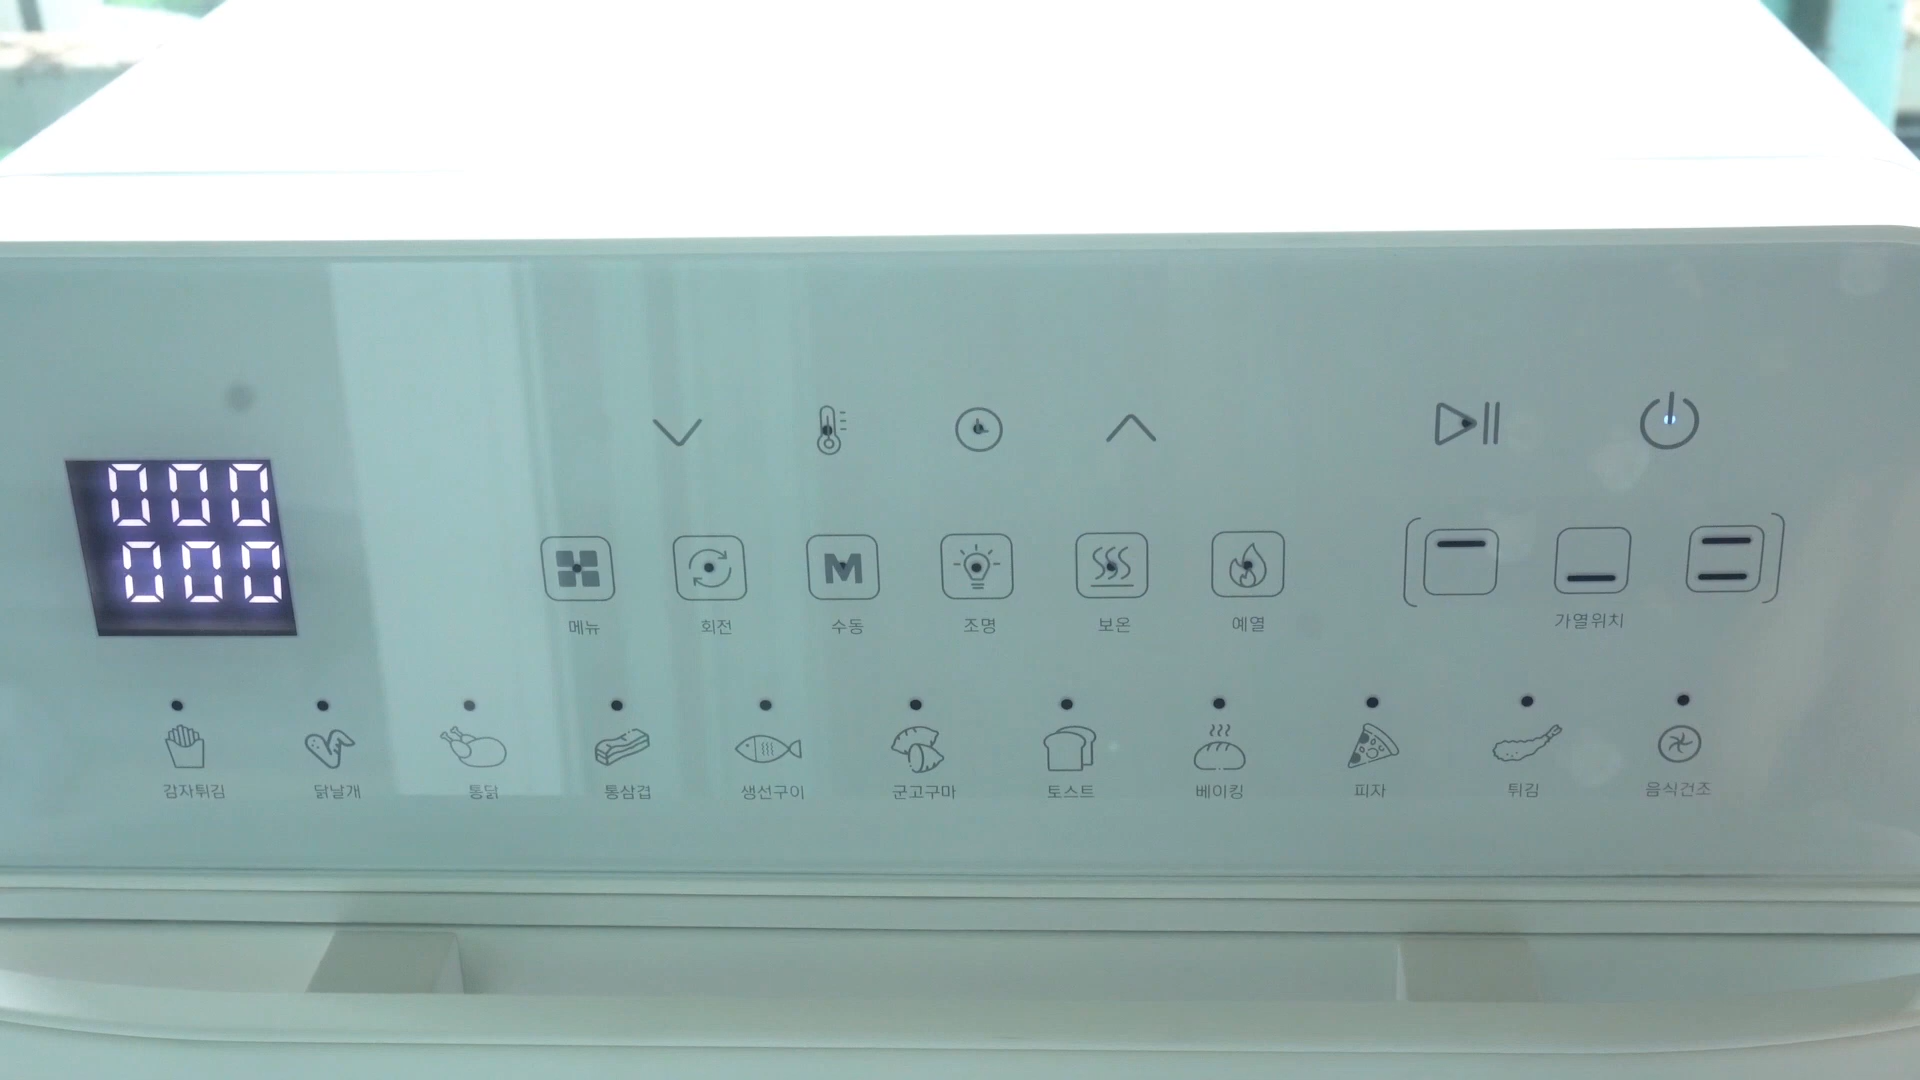 000
000
M
메뉴 회전 수동 조명 보온 예열 가열위치
감자튀김 닭날개 통닭 통삼겹 생선구이 군고구마 토스트 베이킹 피자 튀김 음식건조